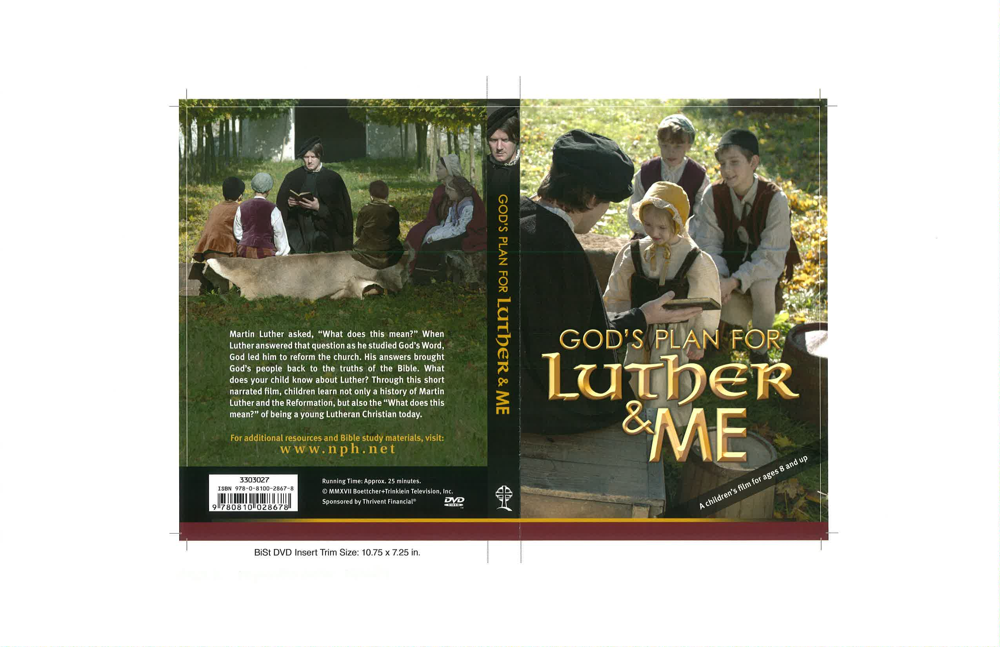 Martin Luther asked, “What does this mean?” When
Luther answered that question as he studied God’s Word,
God led him to reform the church. His answers brought
God’s people back to the truths of the Bible. What
does your child know about Luther? Through this short
narrated film, children learn not only a history of Martin
Luther and the Reformation, but also the “What does this
mean?” of being a young Lutheran Christian today.
For additional resources and Bible study materials, visit:
www.nph.net
3303027
ISBN 978-0-8100-2867-8
9 780810 028678
Running Time: Approx. 25 minutes.
© MMXVII Boettcher+Trinklein Television, Inc.
Sponsored by Thrivent Financial®
DVD
VIDEO
TM
GOD'S PLAN FOR LUTHER & ME
GOD'S PLAN FOR
LUTHER
& ME
A children’s film for ages 8 and up
BiSt DVD Insert Trim Size: 10.75 x 7.25 in.